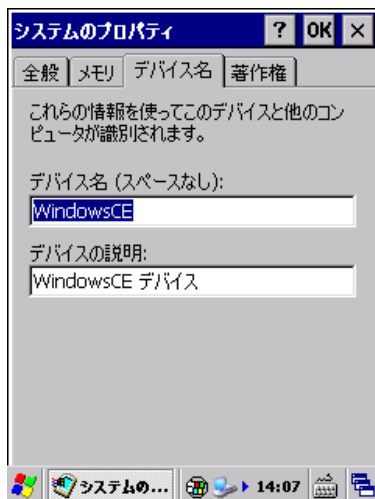 システムのプロパティ ? OK ×
全般 メモリ デバイス名 著作権
これらの情報を使ってこのデバイスと他のコン
ピュータが識別されます。
デバイス名 (スペースなし):
WindowsCE
デバイスの説明:
WindowsCE デバイス
システムの... 14:07